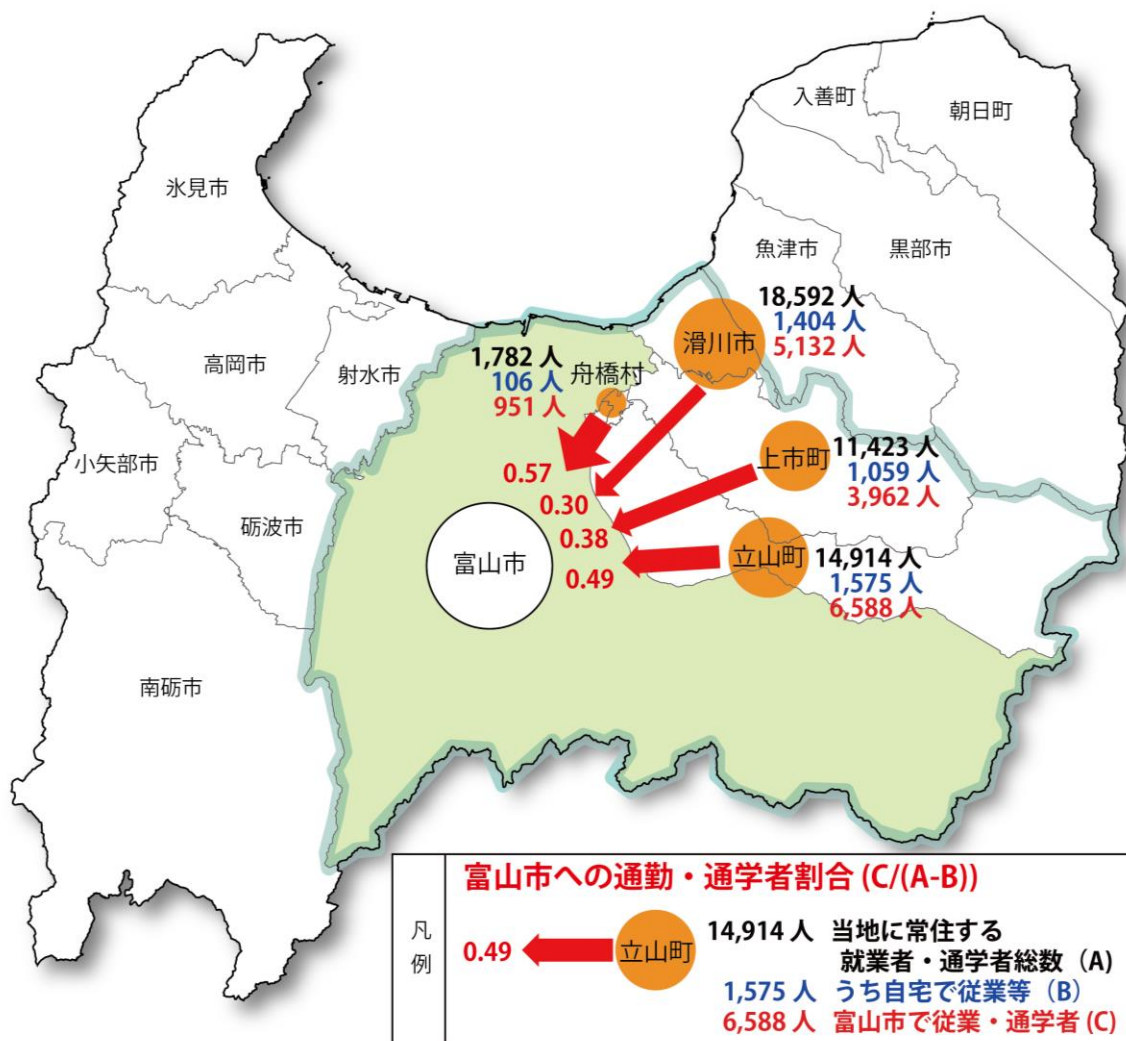 入善町
朝日町
氷見市
魚津市
黒部市
18,592 人
1,404 人
5,132 人
滑川市
高岡市
射水市
1,782 人
106 人
951 人
舟橋村
小矢部市
砺波市
上市町
11,423 人
1,059 人
3,962 人
0.57
0.30
0.38
0.49
富山市
立山町
14,914 人
1,575 人
6,588 人
南砺市
凡例
富山市への通勤・通学者割合 (C/(A-B))
0.49
立山町
14,914 人 当地に常住する
就業者・通学者総数（A)
1,575 人 うち自宅で従業等（B）
6,588 人 富山市で従業・通学者 (C)